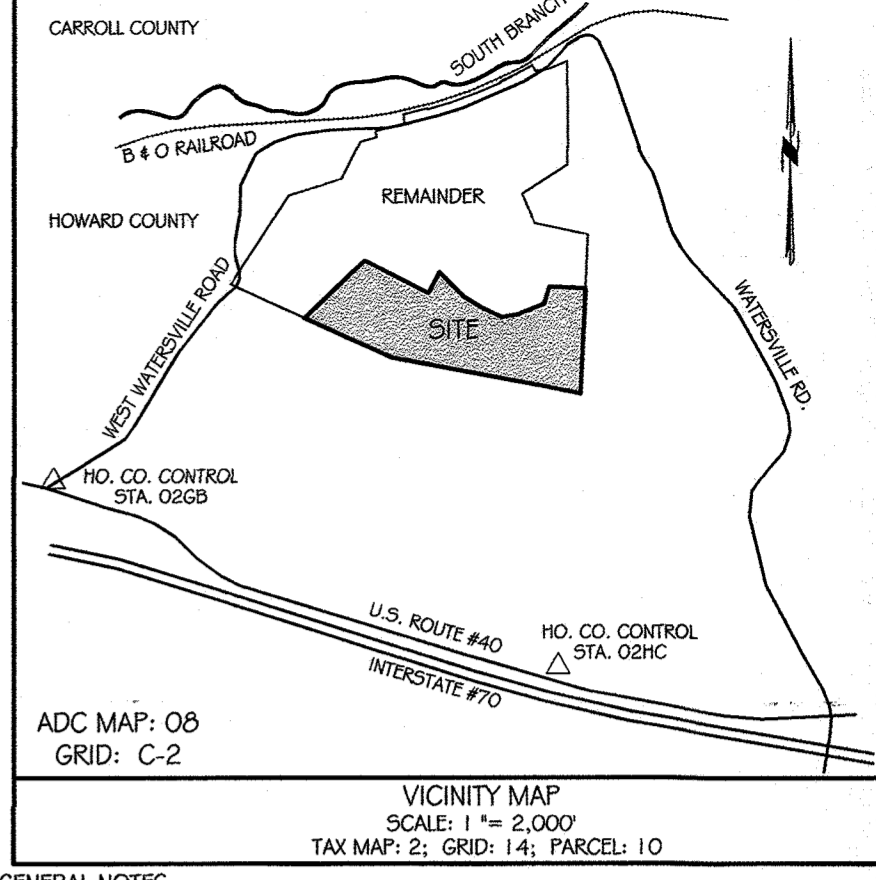 CARROLL COUNTY
SOUTH BRANCH
B & O RAILROAD
REMAINDER
HOWARD COUNTY
WEST WATERSVILLE ROAD
SITE
WATERSVILLE RD.
HO. CO. CONTROL
STA. 02GB
U.S. ROUTE #40
HO. CO. CONTROL
STA. 02HC
INTERSTATE #70
ADC MAP: 08
GRID: C-2
VICINITY MAP
SCALE: 1 "= 2,000'
TAX MAP: 2; GRID: 14; PARCEL: 10
GENERAL NOTES